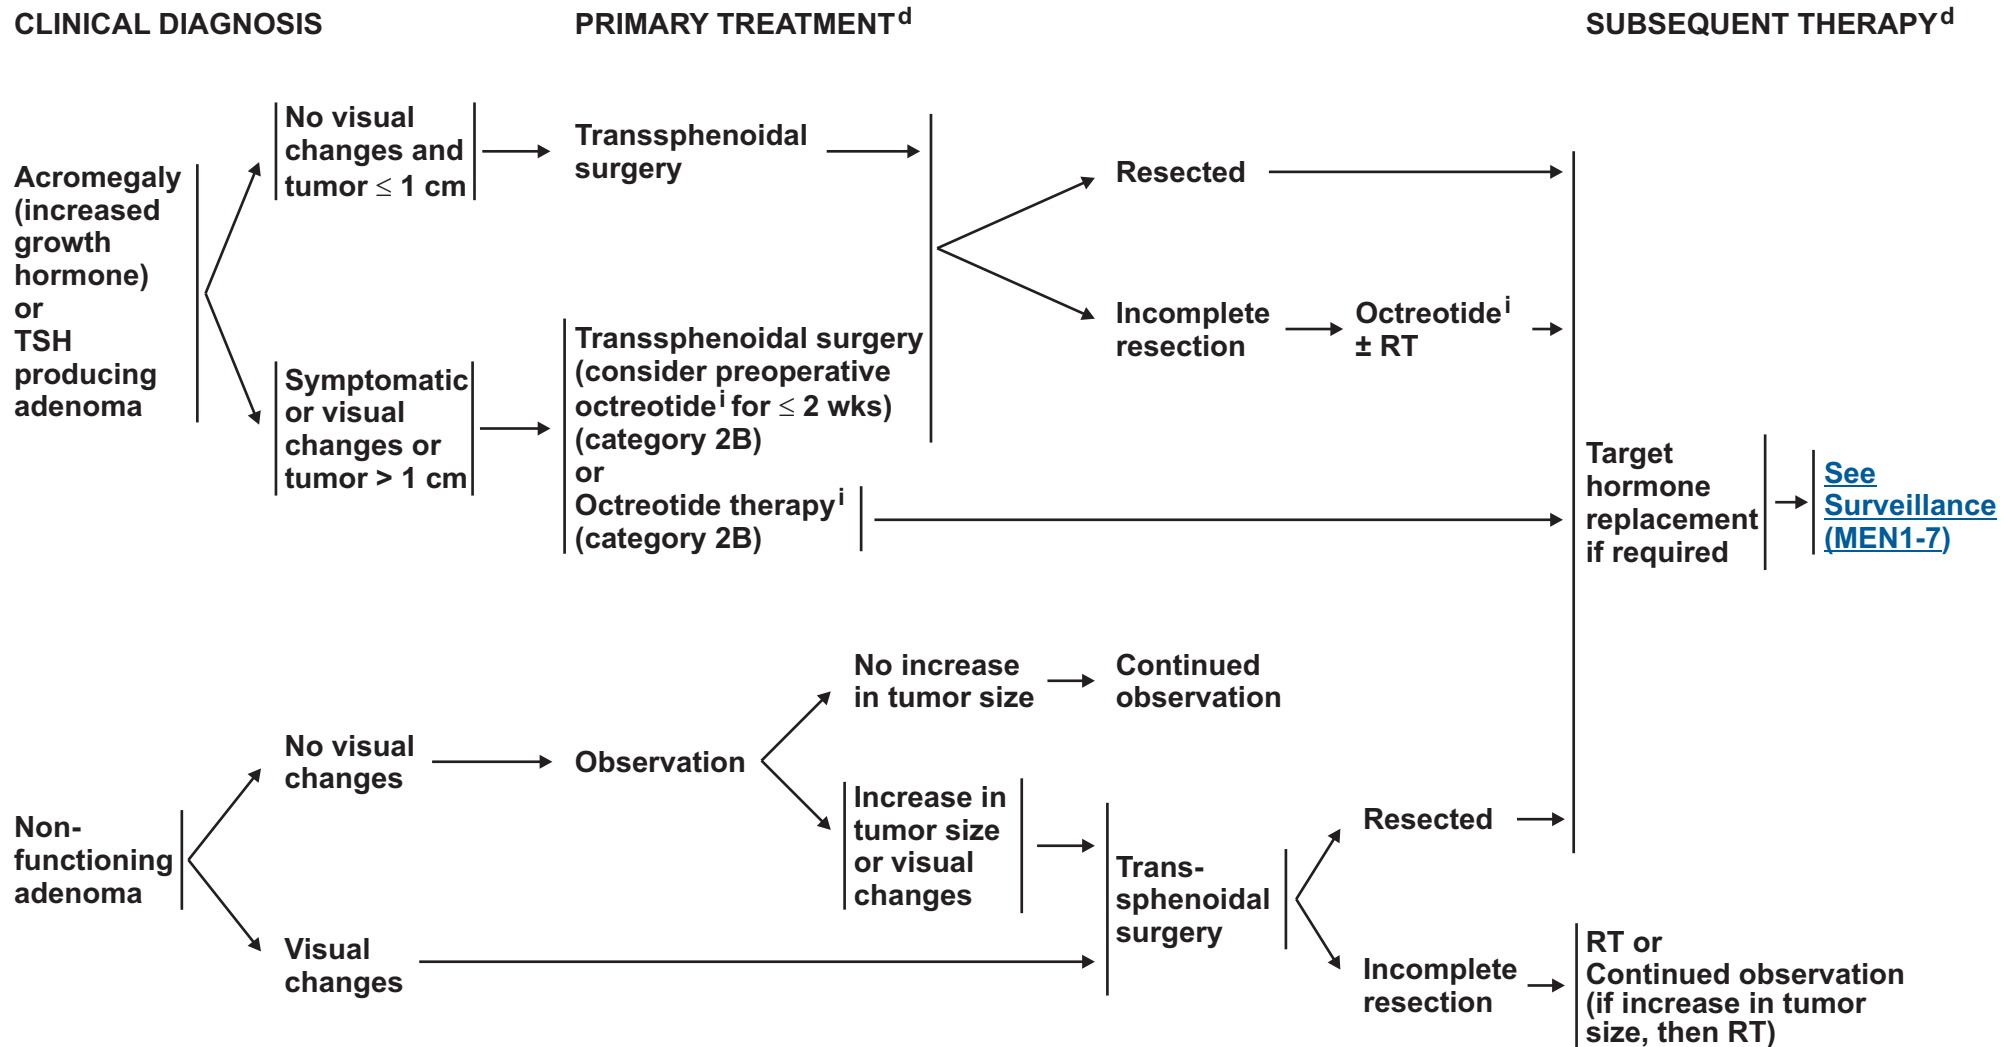 CLINICAL DIAGNOSIS
PRIMARY TREATMENTᵈ
SUBSEQUENT THERAPYᵈ
Acromegaly
(increased
growth
hormone)
or
TSH
producing
adenoma
No visual
changes and
tumor ≤ 1 cm
Transsphenoidal
surgery
Symptomatic
or visual
changes or
tumor > 1 cm
Transsphenoidal surgery
(consider preoperative
octreotideⁱ for ≤ 2 wks)
(category 2B)
or
Octreotide therapyⁱ
(category 2B)
Resected
Incomplete
resection
Octreotideⁱ
± RT
Target
hormone
replacement
if required
See
Surveillance
(MEN1-7)
Non-
functioning
adenoma
No visual
changes
Observation
No increase
in tumor size
Continued
observation
Increase in
tumor size
or visual
changes
Visual
changes
Trans-
sphenoidal
surgery
Resected
Incomplete
resection
RT or
Continued observation
(if increase in tumor
size, then RT)